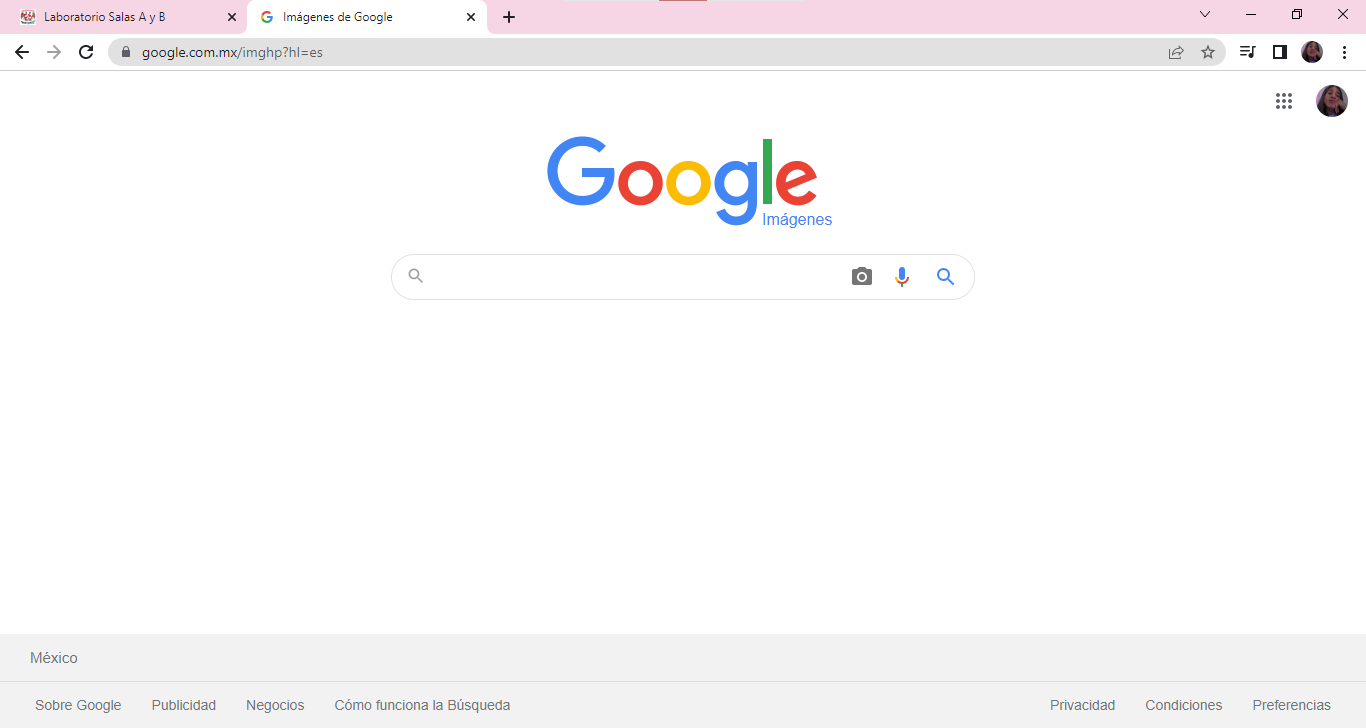 Laboratorio Salas A y B
Imágenes de Google
google.com.mx/imghp?hl=es
Google
Imágenes
México
Sobre Google Publicidad Negocios Cómo funciona la Búsqueda Privacidad Condiciones Preferencias